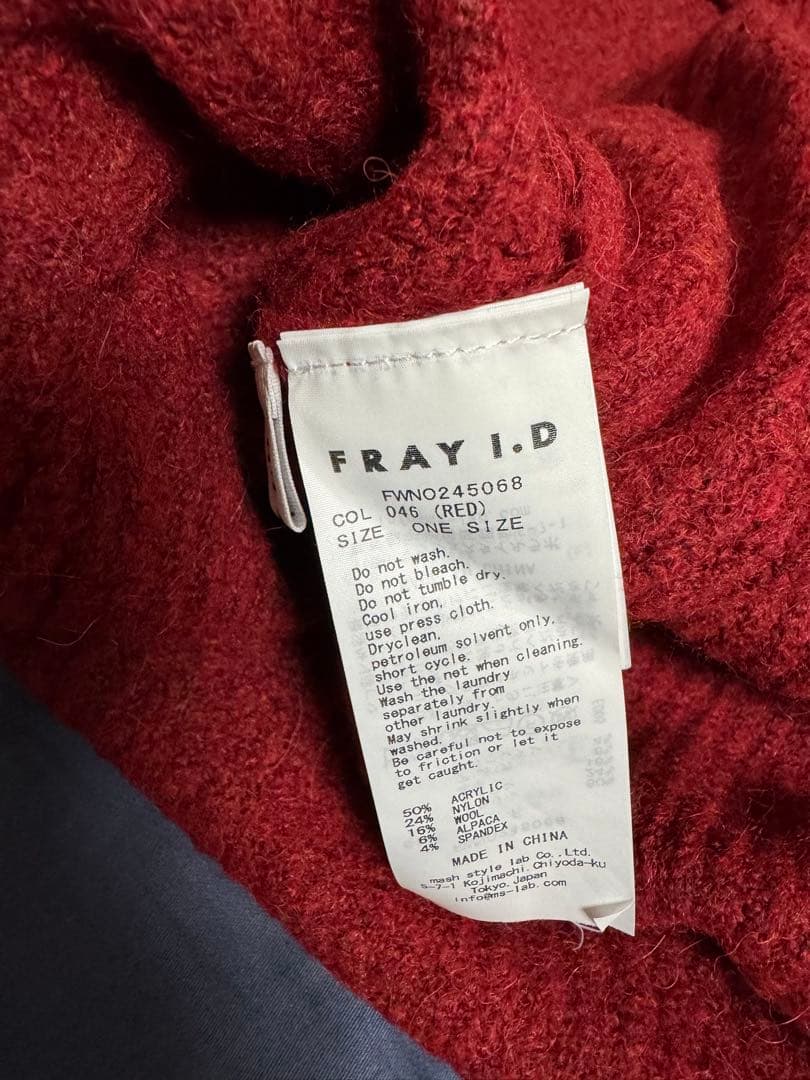 FRAY I.D
FWNO245068
COL 046 (RED)
SIZE ONE SIZE
Do not wash.
Do not bleach.
Do not tumble dry.
Cool iron,
use press cloth.
Dryclean,
petroleum solvent only,
short cycle.
Use the net when cleaning.
Wash the laundry
separately from
other laundry.
May shrink slightly when
washed.
Be careful not to expose
to friction or let it
get caught.
50% ACRYLIC
24% NYLON
16% WOOL
6% ALPACA
4% SPANDEX
MADE IN CHINA
mash style lab Co.,Ltd.
5-7-1 Kojimachi.Chiyoda-ku
Tokyo.Japan
info@ms-lab.com